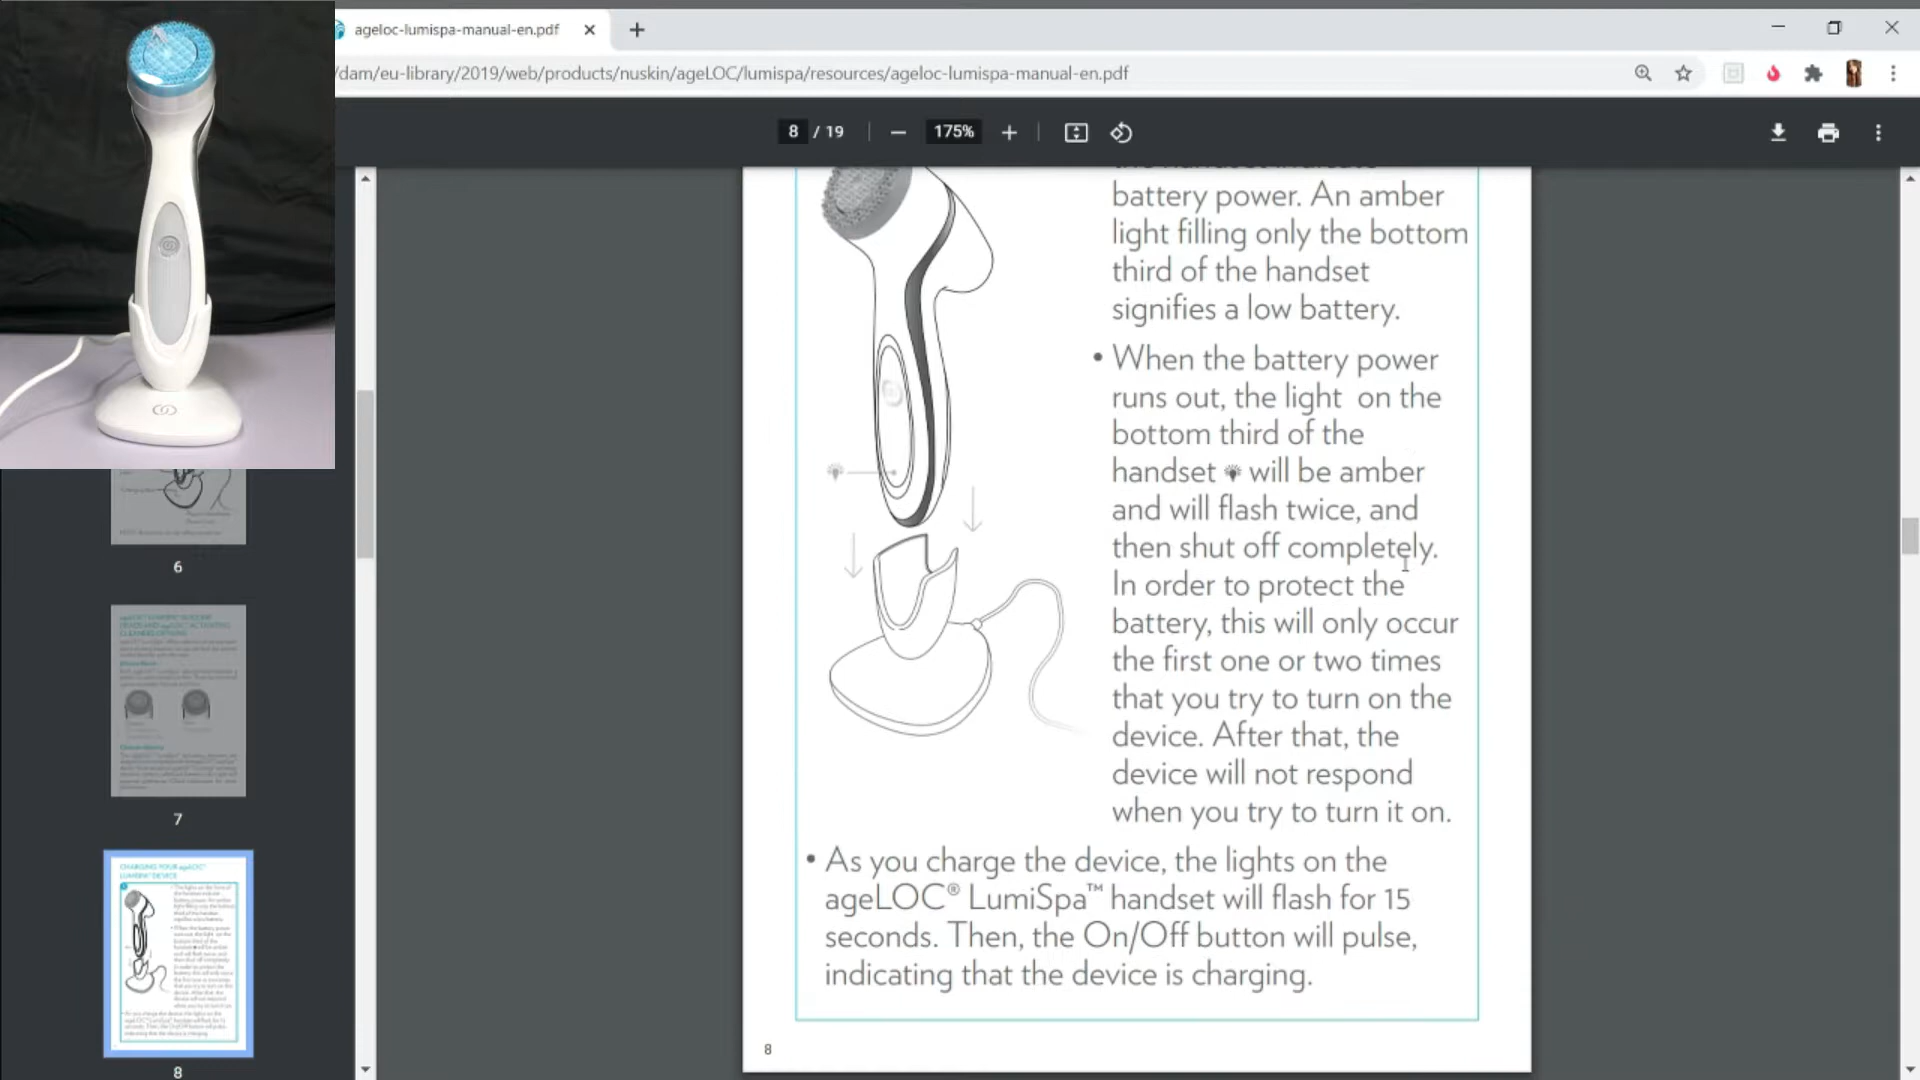 ageloc-lumispa-manual-en.pdf
/dam/eu-library/2019/web/products/nuskin/ageLOC/lumispa/resources/ageloc-lumispa-manual-en.pdf
8 / 19
175%
battery power. An amber
light filling only the bottom
third of the handset
signifies a low battery.
• When the battery power
runs out, the light on the
bottom third of the
handset will be amber
and will flash twice, and
then shut off completely.
In order to protect the
battery, this will only occur
the first one or two times
that you try to turn on the
device. After that, the
device will not respond
when you try to turn it on.
• As you charge the device, the lights on the
ageLOC® LumiSpa™ handset will flash for 15
seconds. Then, the On/Off button will pulse,
indicating that the device is charging.
8
6
7
CHARGING YOUR ageLOC®
LUMISPA™ DEVICE
8